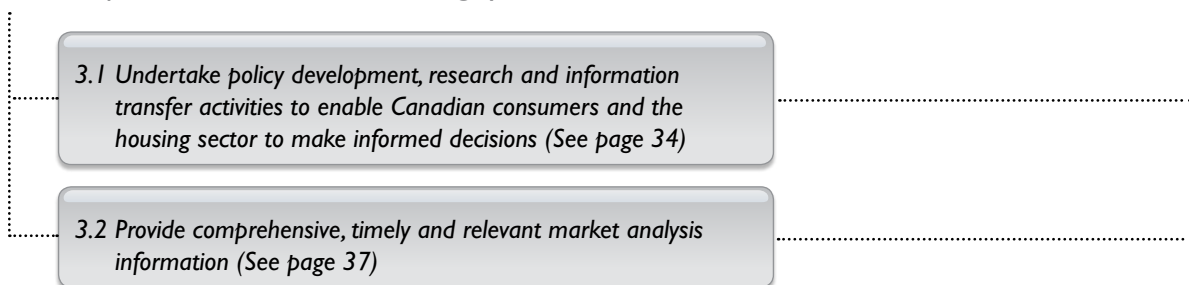 3.1 Undertake policy development, research and information
transfer activities to enable Canadian consumers and the
housing sector to make informed decisions (See page 34)
3.2 Provide comprehensive, timely and relevant market analysis
information (See page 37)